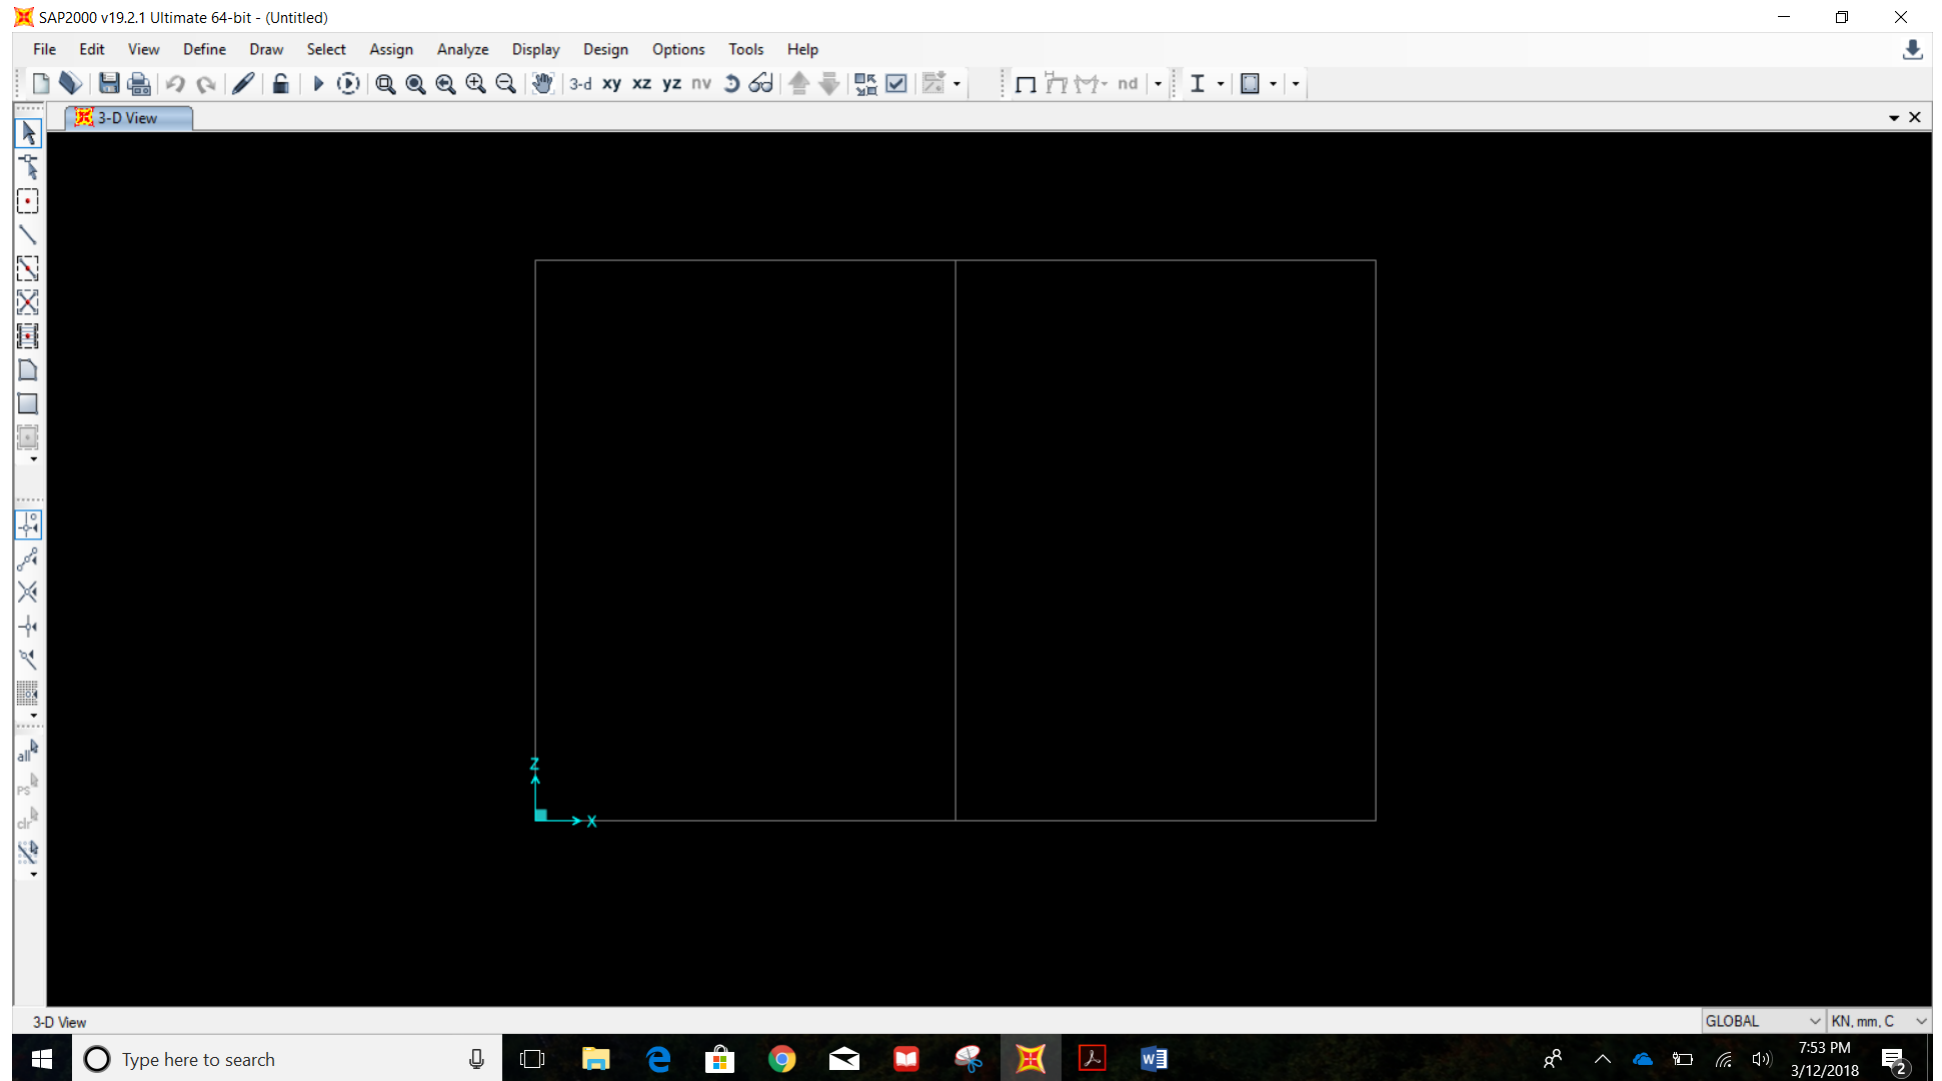 SAP2000 v19.2.1 Ultimate 64-bit - (Untitled)
File Edit View Define Draw Select Assign Analyze Display Design Options Tools Help
3-d xy xz yz nv nd
3-D View
Z
X
all
ps
clr
3-D View
GLOBAL
KN, mm, C
Type here to search
7:53 PM
3/12/2018
2